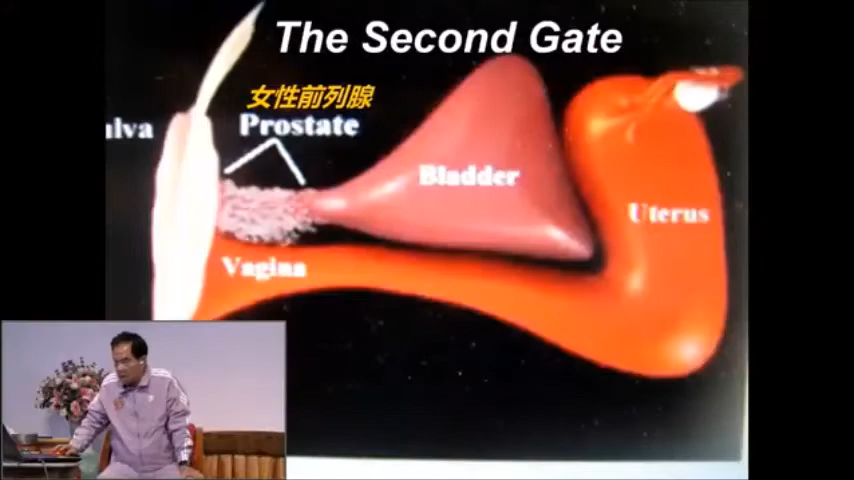 The Second Gate
女性前列腺
Prostate
Bladder
Uterus
Vagina